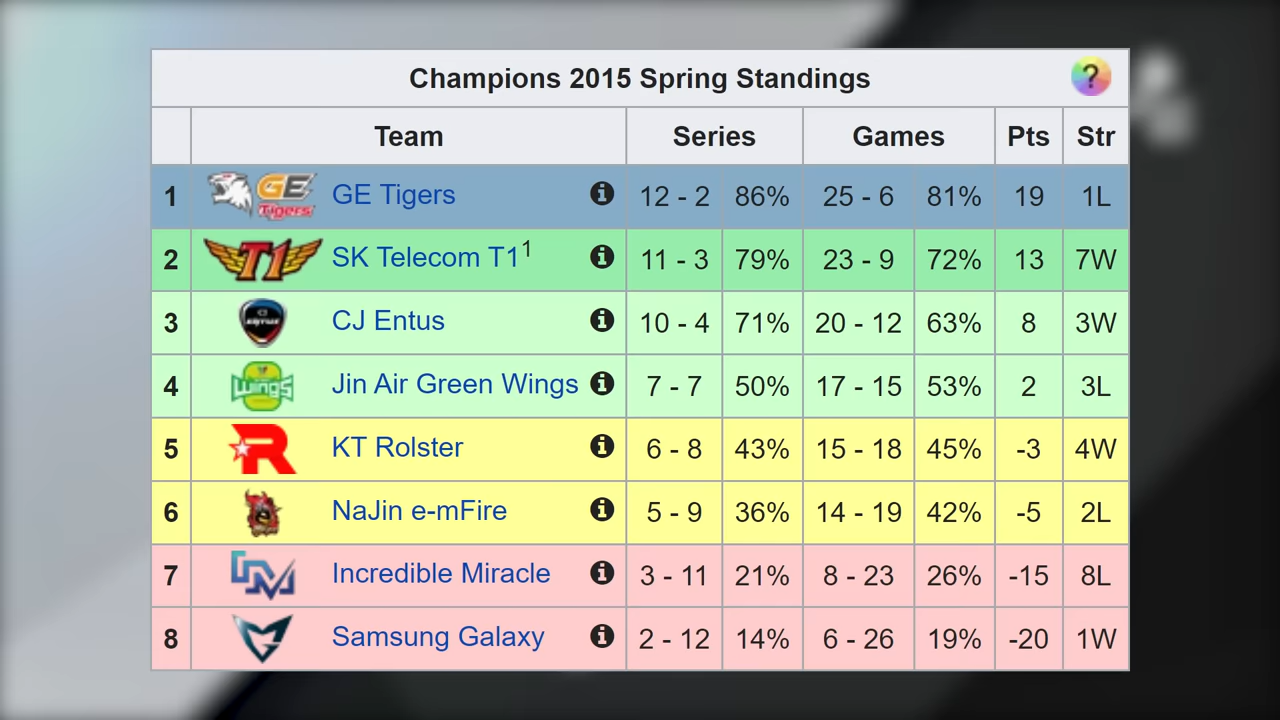 Champions 2015 Spring Standings ?
Team Series Games Pts Str
1 GE Tigers GE Tigers i 12 - 2 86% 25 - 6 81% 19 1L
2 T1 SK Telecom T1¹ i 11 - 3 79% 23 - 9 72% 13 7W
3 CJ Entus i 10 - 4 71% 20 - 12 63% 8 3W
4 WINGS Jin Air Green Wings i 7 - 7 50% 17 - 15 53% 2 3L
5 R KT Rolster i 6 - 8 43% 15 - 18 45% -3 4W
6 NaJin e-mFire i 5 - 9 36% 14 - 19 42% -5 2L
7 IM Incredible Miracle i 3 - 11 21% 8 - 23 26% -15 8L
8 Samsung Galaxy i 2 - 12 14% 6 - 26 19% -20 1W